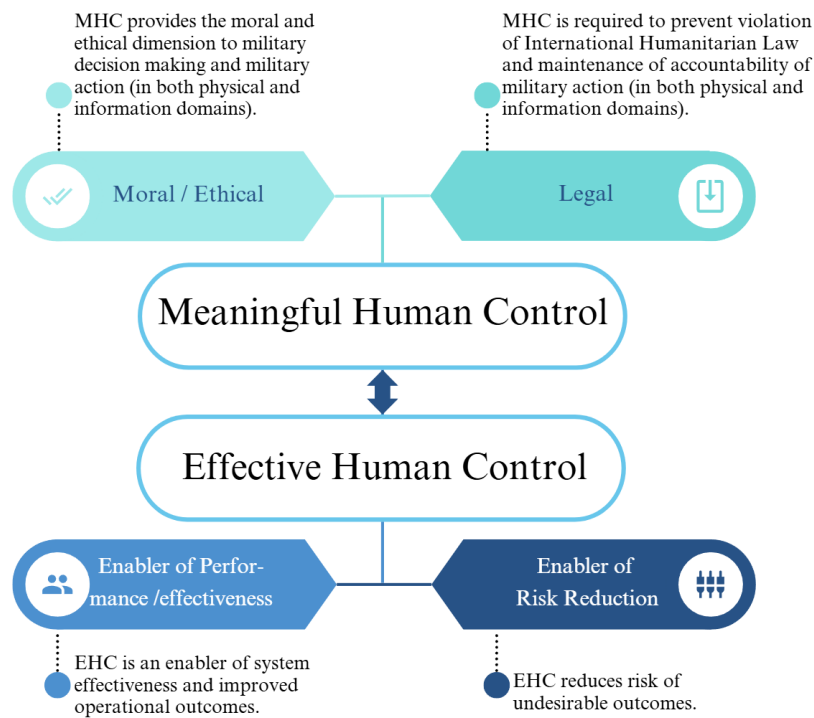 MHC provides the moral and
ethical dimension to military
decision making and military
action (in both physical and
information domains).
MHC is required to prevent violation
of International Humanitarian Law
and maintenance of accountability of
military action (in both physical and
information domains).
Moral / Ethical
Legal
Meaningful Human Control
Effective Human Control
Enabler of Perfor-
mance /effectiveness
Enabler of
Risk Reduction
EHC is an enabler of system
effectiveness and improved
operational outcomes.
EHC reduces risk of
undesirable outcomes.